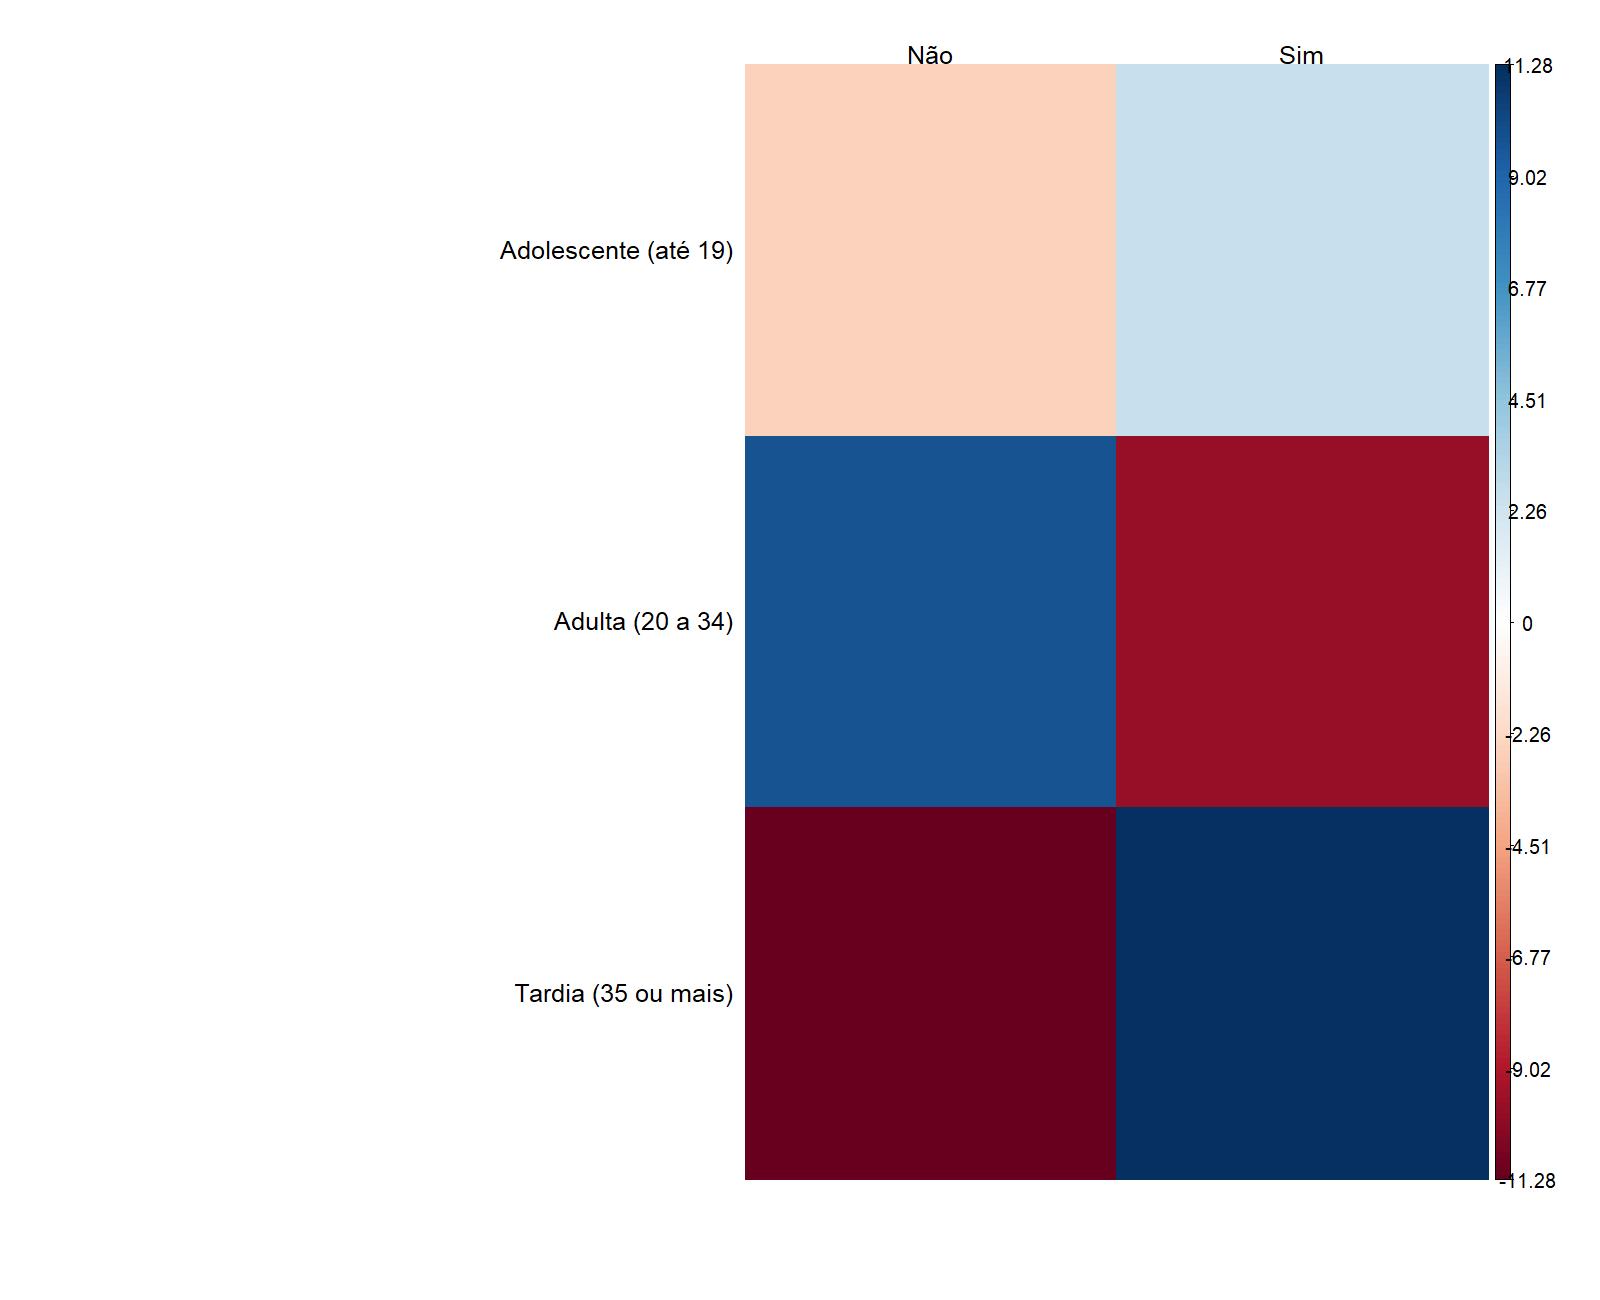 Não Sim
Adolescente (até 19)
Adulta (20 a 34)
Tardia (35 ou mais)
11.28
9.02
6.77
4.51
2.26
0
-2.26
-4.51
-6.77
-9.02
-11.28